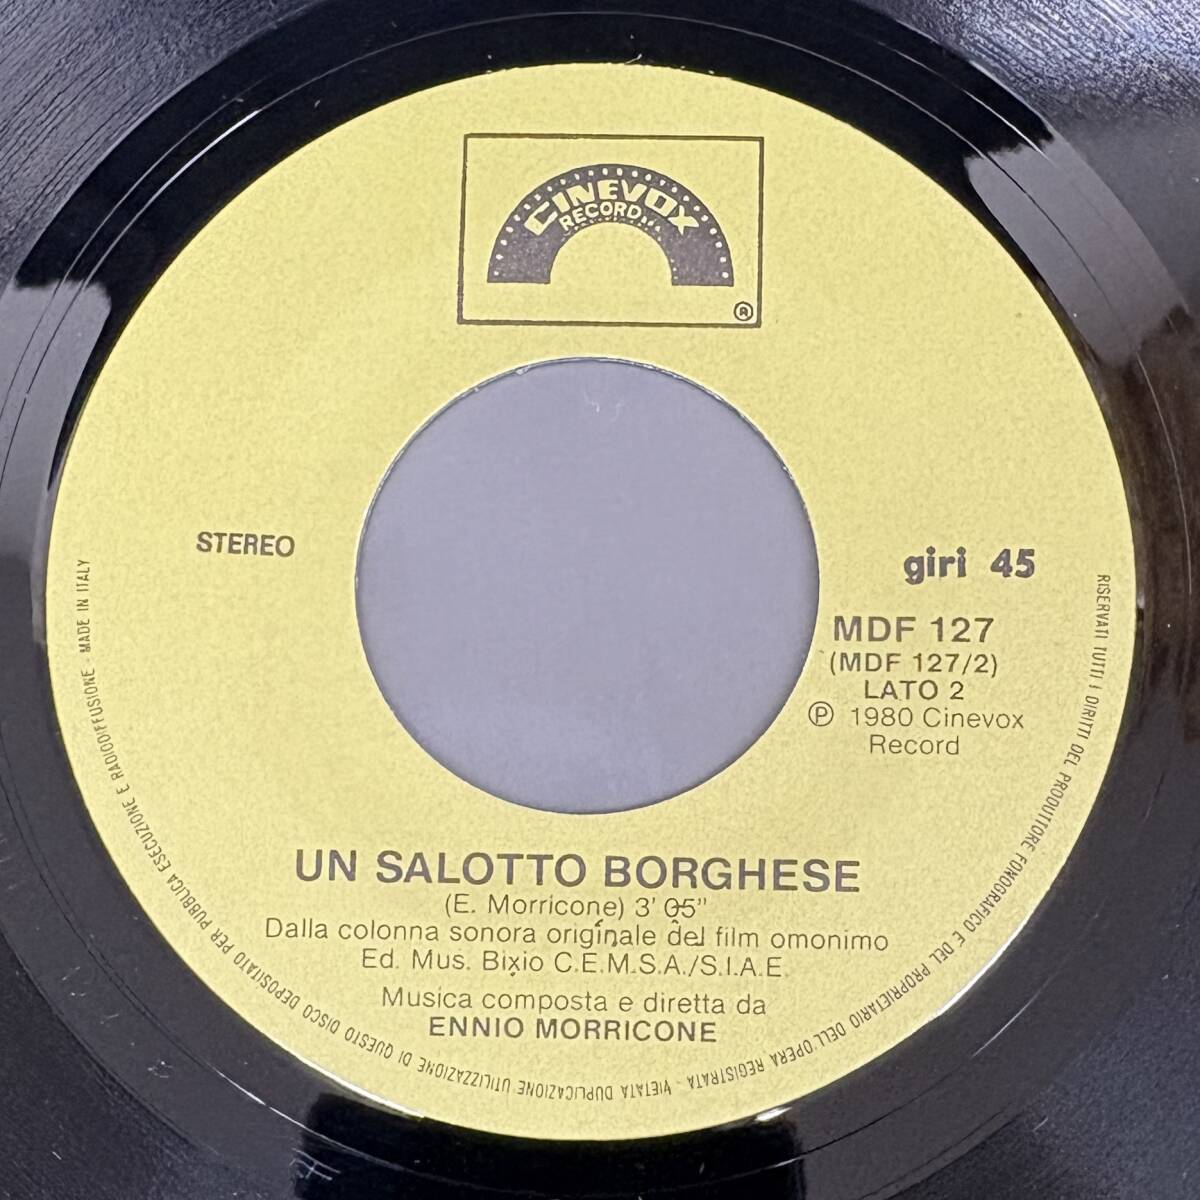 CINEVOX
RECORD
®
STEREO
giri 45
MDF 127
(MDF 127/2)
LATO 2
℗ 1980 Cinevox
Record
UN SALOTTO BORGHESE
(E. Morricone) 3' 05"
Dalla colonna sonora originale del film omonimo
Ed. Mus. Bixio C.E.M.S.A./S.I.A.E.
Musica composta e diretta da
ENNIO MORRICONE
RISERVATI TUTTI I DIRITTI DEL PRODUTTORE FONOGRAFICO E DEL PROPRIETARIO DELL'OPERA REGISTRATA - VIETATA DUPLICAZIONE UTILIZZAZIONE DI QUESTO DISCO DEPOSITATO PER PUBBLICA ESECUZIONE E RADIODIFFUSIONE - MADE IN ITALY